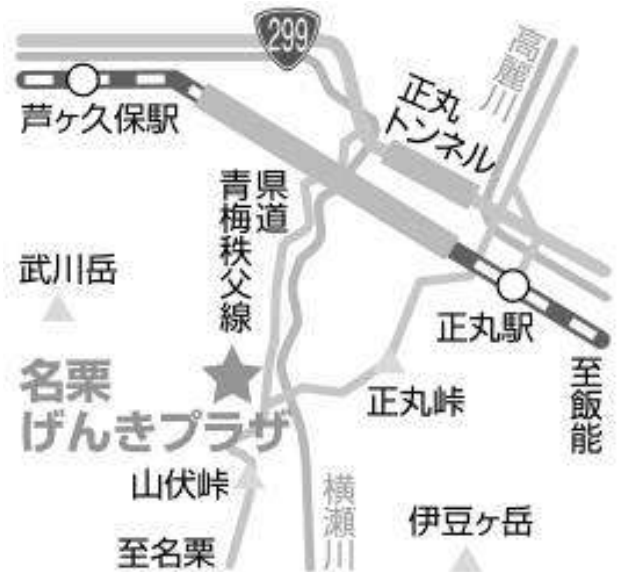 299
高麗川
芦ヶ久保駅
正丸
トンネル
県道
青梅秩父線
武川岳
正丸駅
至飯能
名栗
げんきプラザ
正丸峠
山伏峠
横瀬川
伊豆ヶ岳
至名栗